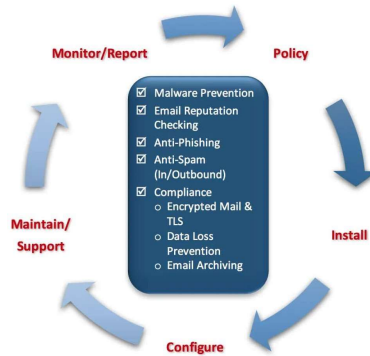 Monitor/Report
Policy
Malware Prevention
Email Reputation
Checking
Anti-Phishing
Anti-Spam
(In/Outbound)
Compliance
Encrypted Mail &
TLS
Data Loss
Prevention
Email Archiving
Maintain/
Support
Install
Configure